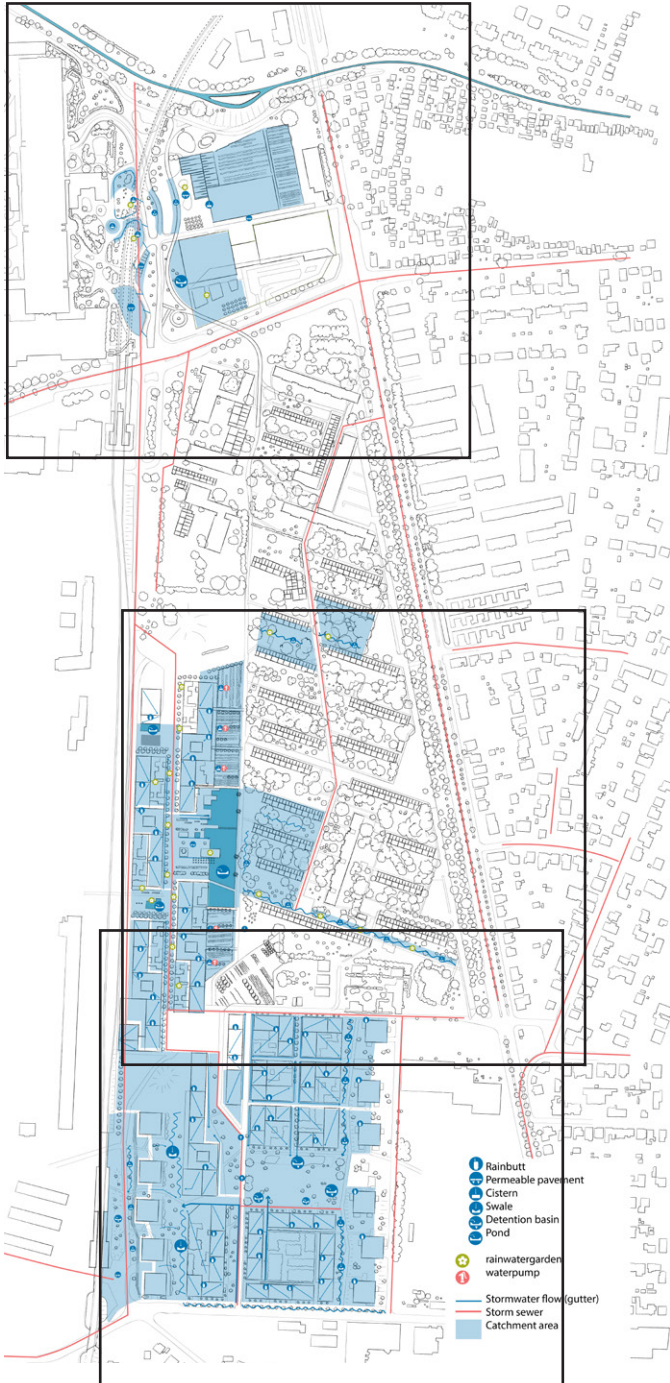 Rainbutt
Permeable pavement
Cistern
Swale
Detention basin
Pond
rainwatergarden
waterpump
Stormwater flow (gutter)
Storm sewer
Catchment area